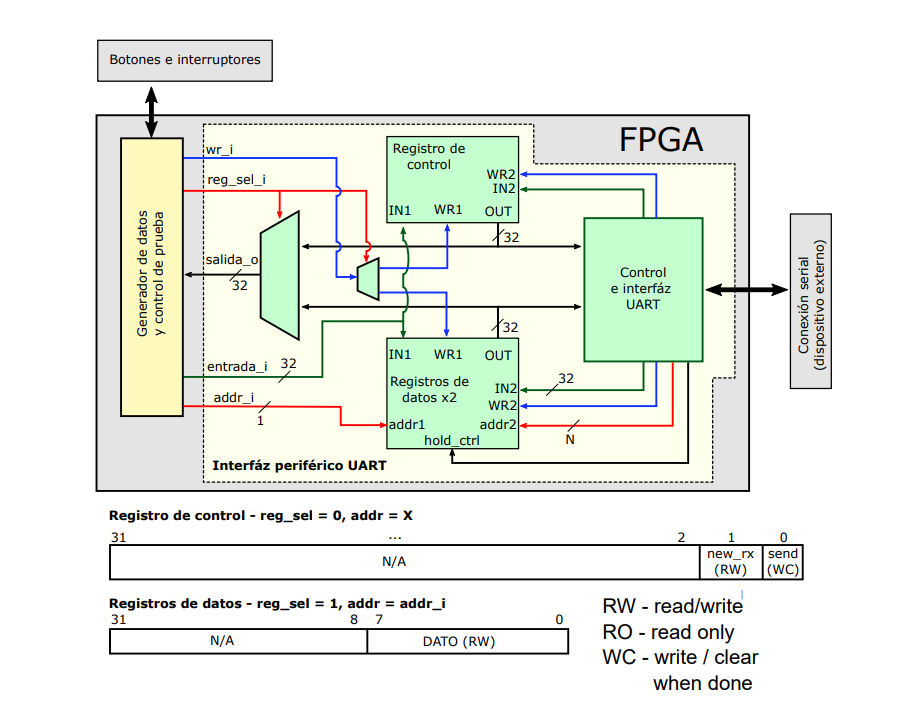 Botones e interruptores
FPGA
Generador de datos
y control de prueba
wr_i
reg_sel_i
salida_o
32
entrada_i
32
addr_i
1
Registro de
control
WR2
IN2
IN1
WR1
OUT
32
32
IN1
WR1
OUT
Registros de
datos x2
IN2
WR2
addr1
addr2
hold_ctrl
32
N
Control
e interfáz
UART
Conexión serial
(dispositivo externo)
Interfáz periférico UART
Registro de control - reg_sel = 0, addr = X
31 ... 2 1 0
N/A
new_rx
(RW)
send
(WC)
Registros de datos - reg_sel = 1, addr = addr_i
31 8 7 0
N/A DATO (RW)
RW - read/write
RO - read only
WC - write / clear
when done